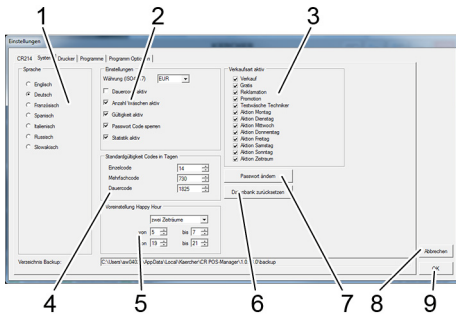 1
2
3
Einstellungen
CR214 System Drucker Programme Programm Optionen
Sprache
Englisch
Deutsch
Französisch
Spanisch
Italienisch
Russisch
Slowakisch
Einstellungen
Währung (ISO 4217) EUR
Dauercode aktiv
Anzahl Wäschen aktiv
Gültigkeit aktiv
Passwort Code sperren
Statistik aktiv
Standardgültigkeit Codes in Tagen
Einzelcode 14
Mehrfachcode 730
Dauercode 1825
Voreinstellung Happy Hour
zwei Zeiträume
von 5 bis 7
von 19 bis 21
Verkaufsart aktiv
Verkauf
Gratis
Reklamation
Promotion
Testwäsche Techniker
Aktion Montag
Aktion Dienstag
Aktion Mittwoch
Aktion Donnerstag
Aktion Freitag
Aktion Samstag
Aktion Sonntag
Aktion Zeitraum
Passwort ändern
Datenbank zurücksetzen
Verzeichnis Backup:
Abbrechen
OK
4
5
6
7
8
9